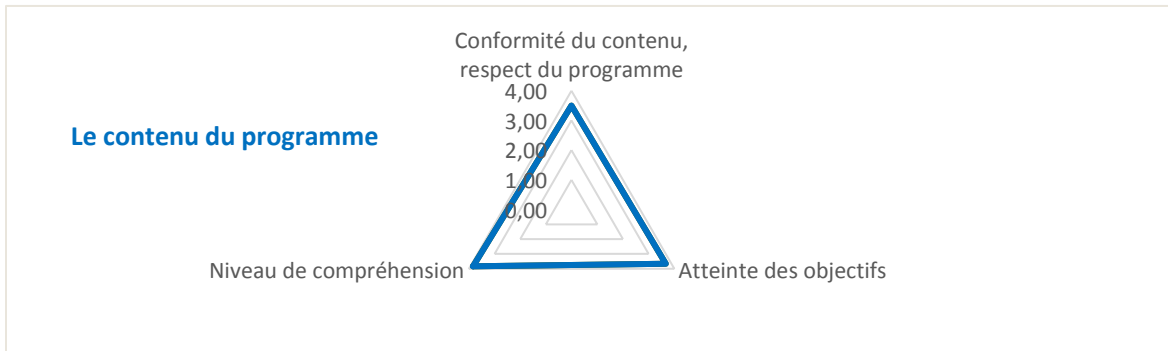 Conformité du contenu,
respect du programme
4,00
3,00
Le contenu du programme
2,00
1,00
0,00
Niveau de compréhension
Atteinte des objectifs